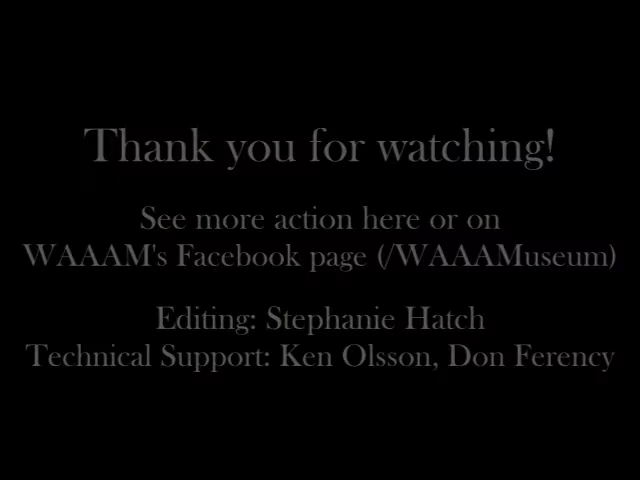 Thank you for watching!
See more action here or on
WAAAM's Facebook page (/WAAAMuseum)
Editing: Stephanie Hatch
Technical Support: Ken Olsson, Don Ferency